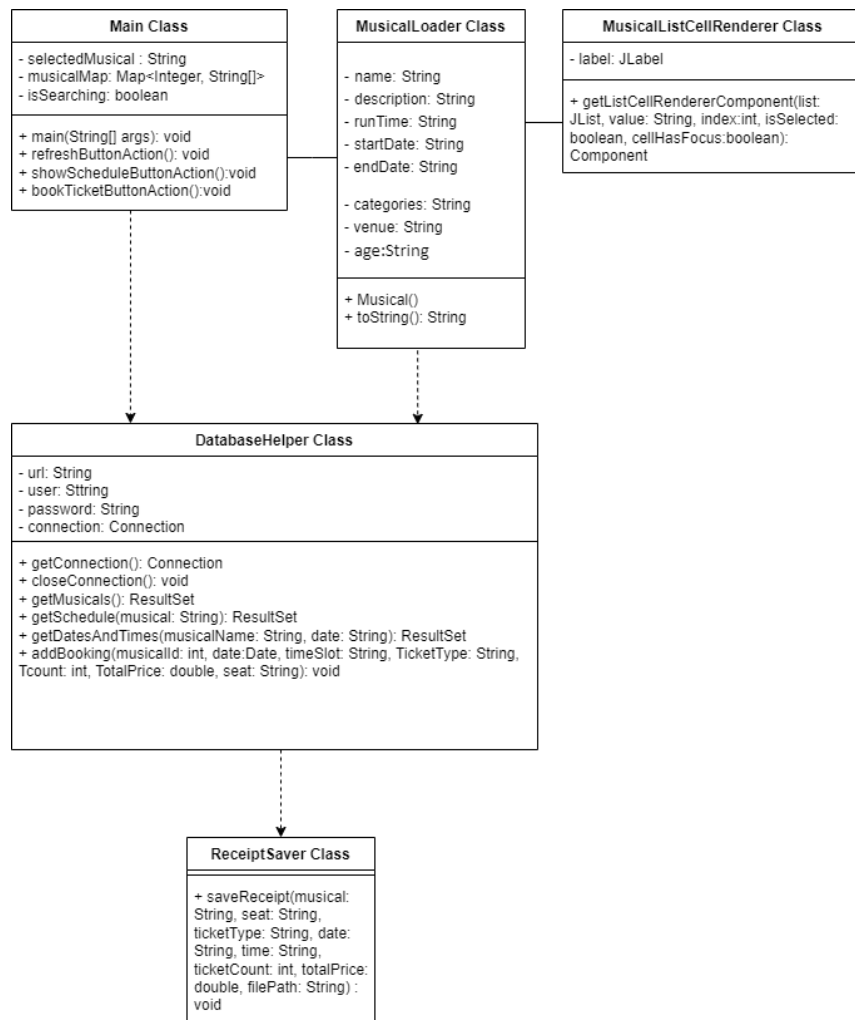 Main Class
- selectedMusical : String
- musicalMap: Map<Integer, String[]>
- isSearching: boolean
+ main(String[] args): void
+ refreshButtonAction(): void
+ showScheduleButtonAction():void
+ bookTicketButtonAction():void
MusicalLoader Class
- name: String
- description: String
- runTime: String
- startDate: String
- endDate: String
- categories: String
- venue: String
- age:String
+ Musical()
+ toString(): String
MusicalListCellRenderer Class
- label: JLabel
+ getListCellRendererComponent(list:
JList, value: String, index:int, isSelected:
boolean, cellHasFocus:boolean):
Component
DatabaseHelper Class
- url: String
- user: Sttring
- password: String
- connection: Connection
+ getConnection(): Connection
+ closeConnection(): void
+ getMusicals(): ResultSet
+ getSchedule(musical: String): ResultSet
+ getDatesAndTimes(musicalName: String, date: String): ResultSet
+ addBooking(musicalId: int, date:Date, timeSlot: String, TicketType: String,
Tcount: int, TotalPrice: double, seat: String): void
ReceiptSaver Class
+ saveReceipt(musical:
String, seat: String,
ticketType: String, date:
String, time: String,
ticketCount: int, totalPrice:
double, filePath: String) :
void